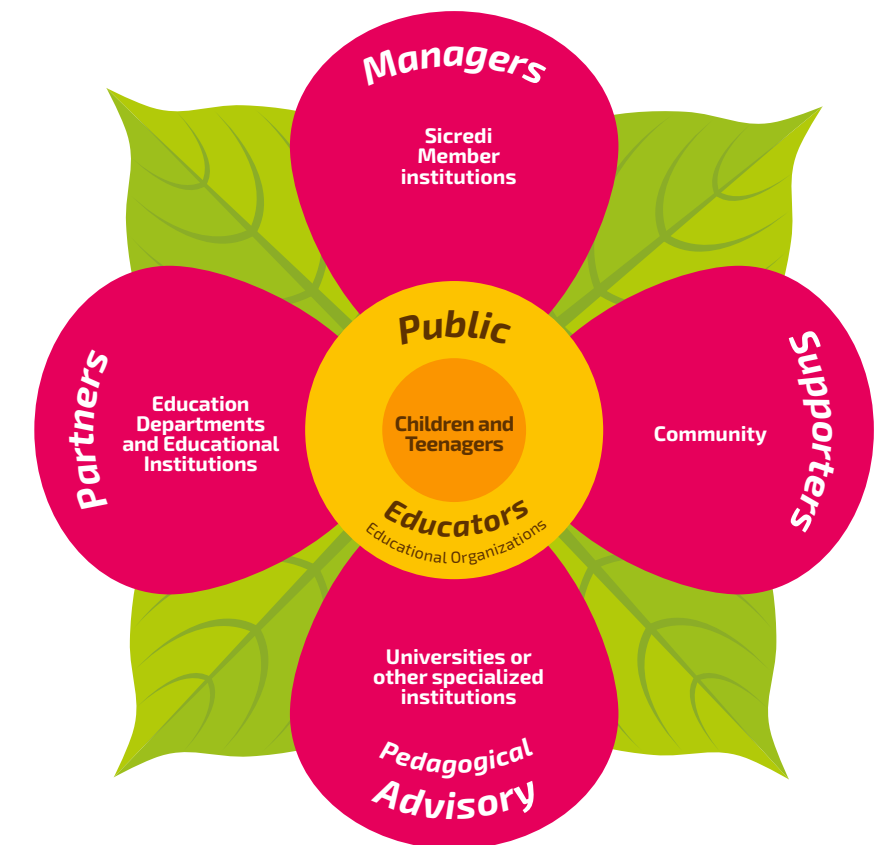 Managers
Sicredi
Member
institutions
Partners
Education
Departments
and Educational
Institutions
Public
Children and
Teenagers
Educators
Educational Organizations
Community
Supporters
Universities or
other specialized
institutions
Pedagogical
Advisory